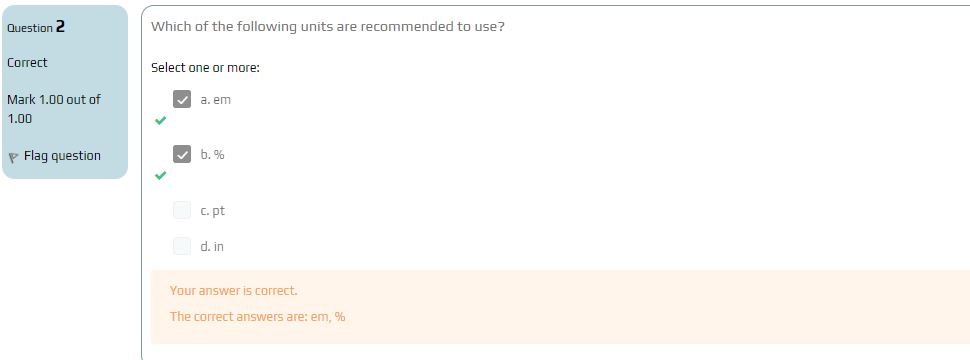 Question 2
Correct
Mark 1.00 out of
1.00
Flag question
Which of the following units are recommended to use?
Select one or more:
a. em
b. %
c. pt
d. in
Your answer is correct.
The correct answers are: em, %